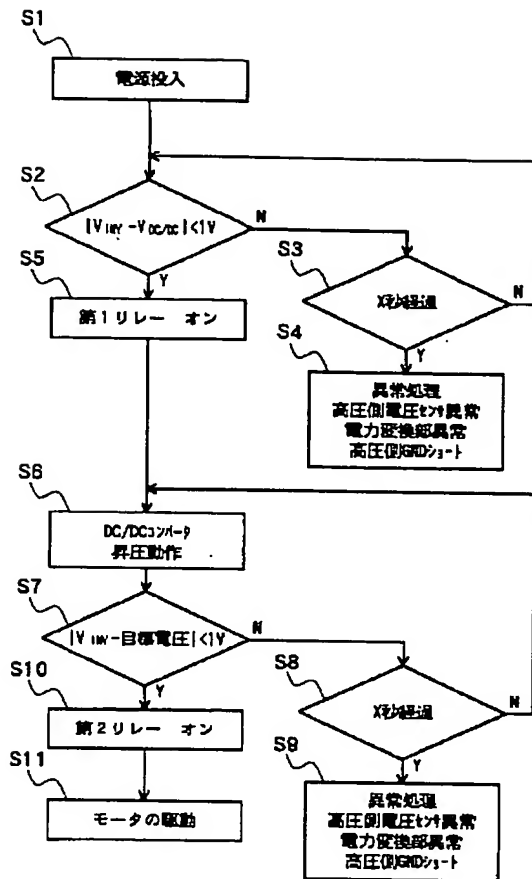 S1
電源投入
S2
|VINV－VDC/DC|<1V
N
Y
S3
X秒経過
N
Y
S4
異常処理
高圧側電圧センサ異常
電力変換部異常
高圧側GNDショート
S5
第1リレー オン
S6
DC/DCコンバータ
昇圧動作
S7
|VINV－目標電圧|<1V
N
Y
S8
X秒経過
N
Y
S9
異常処理
高圧側電圧センサ異常
電力変換部異常
高圧側GNDショート
S10
第2リレー オン
S11
モータの駆動